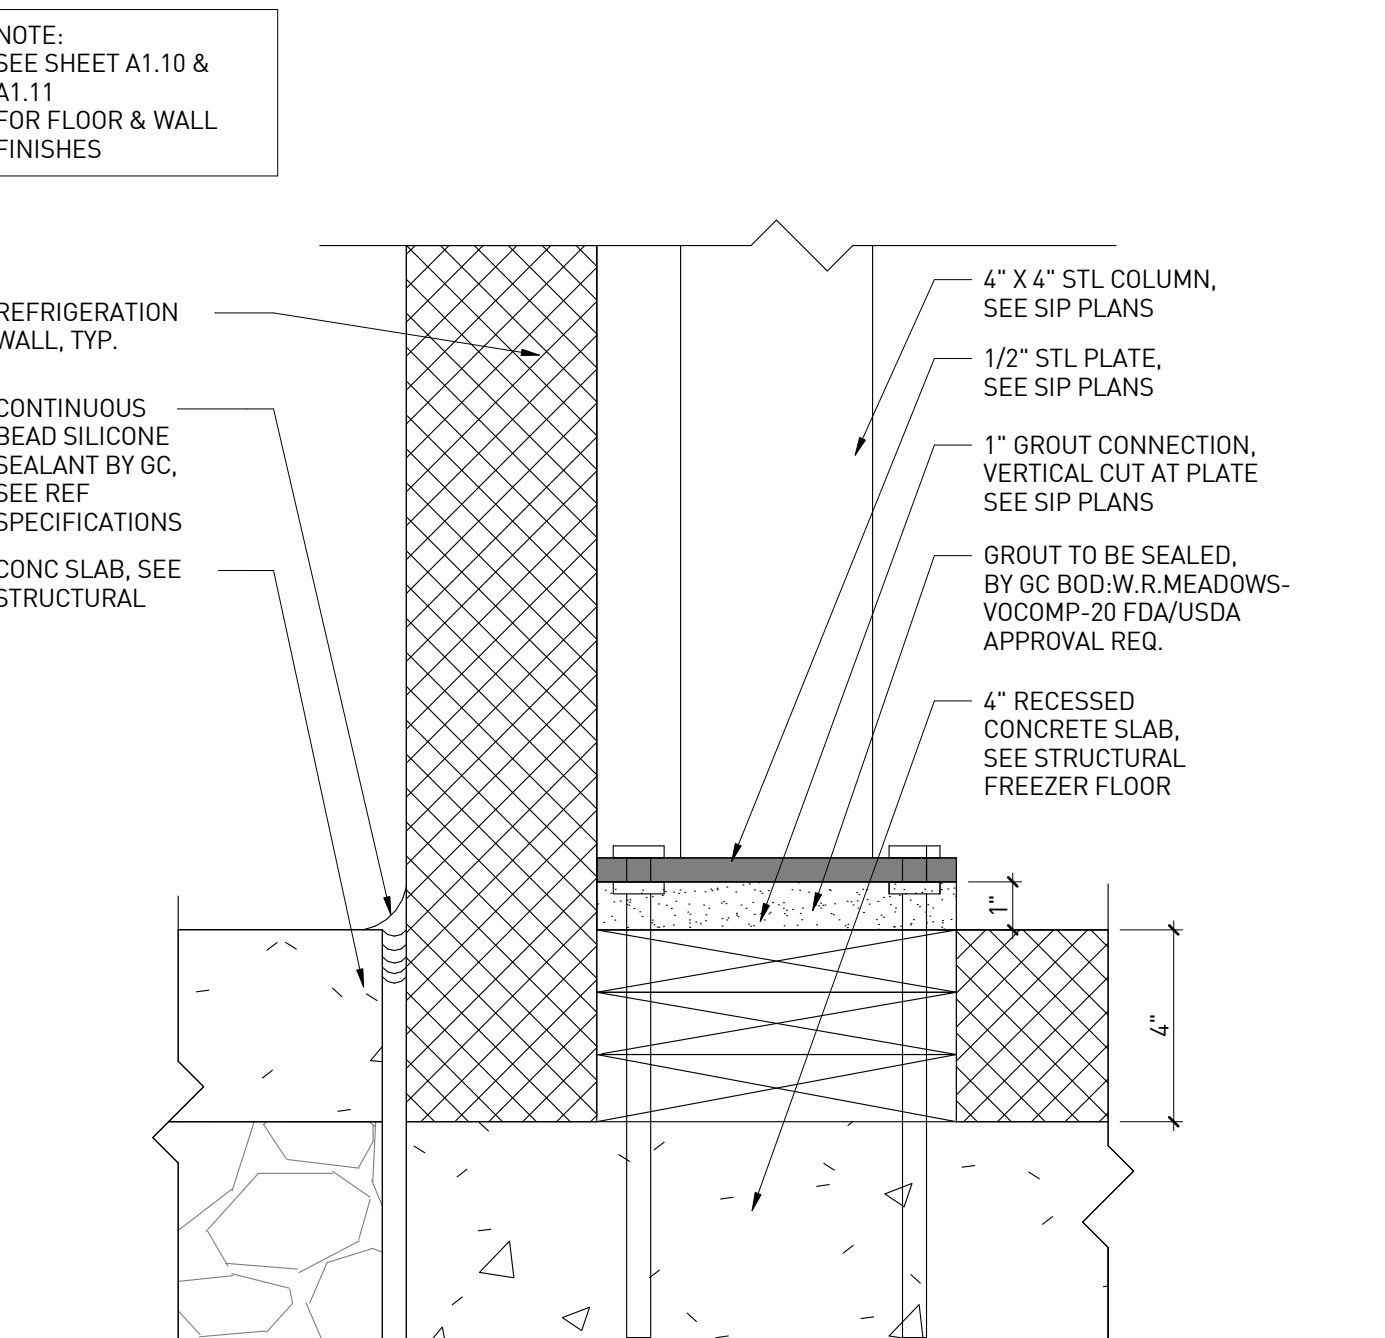 NOTE:
SEE SHEET A1.10 &
A1.11
FOR FLOOR & WALL
FINISHES
REFRIGERATION
WALL, TYP.
CONTINUOUS
BEAD SILICONE
SEALANT BY GC,
SEE REF
SPECIFICATIONS
CONC SLAB, SEE
STRUCTURAL
4" X 4" STL COLUMN,
SEE SIP PLANS
1/2" STL PLATE,
SEE SIP PLANS
1" GROUT CONNECTION,
VERTICAL CUT AT PLATE
SEE SIP PLANS
GROUT TO BE SEALED,
BY GC BOD:W.R.MEADOWS-
VOCOMP-20 FDA/USDA
APPROVAL REQ.
4" RECESSED
CONCRETE SLAB,
SEE STRUCTURAL
FREEZER FLOOR
1"
4"